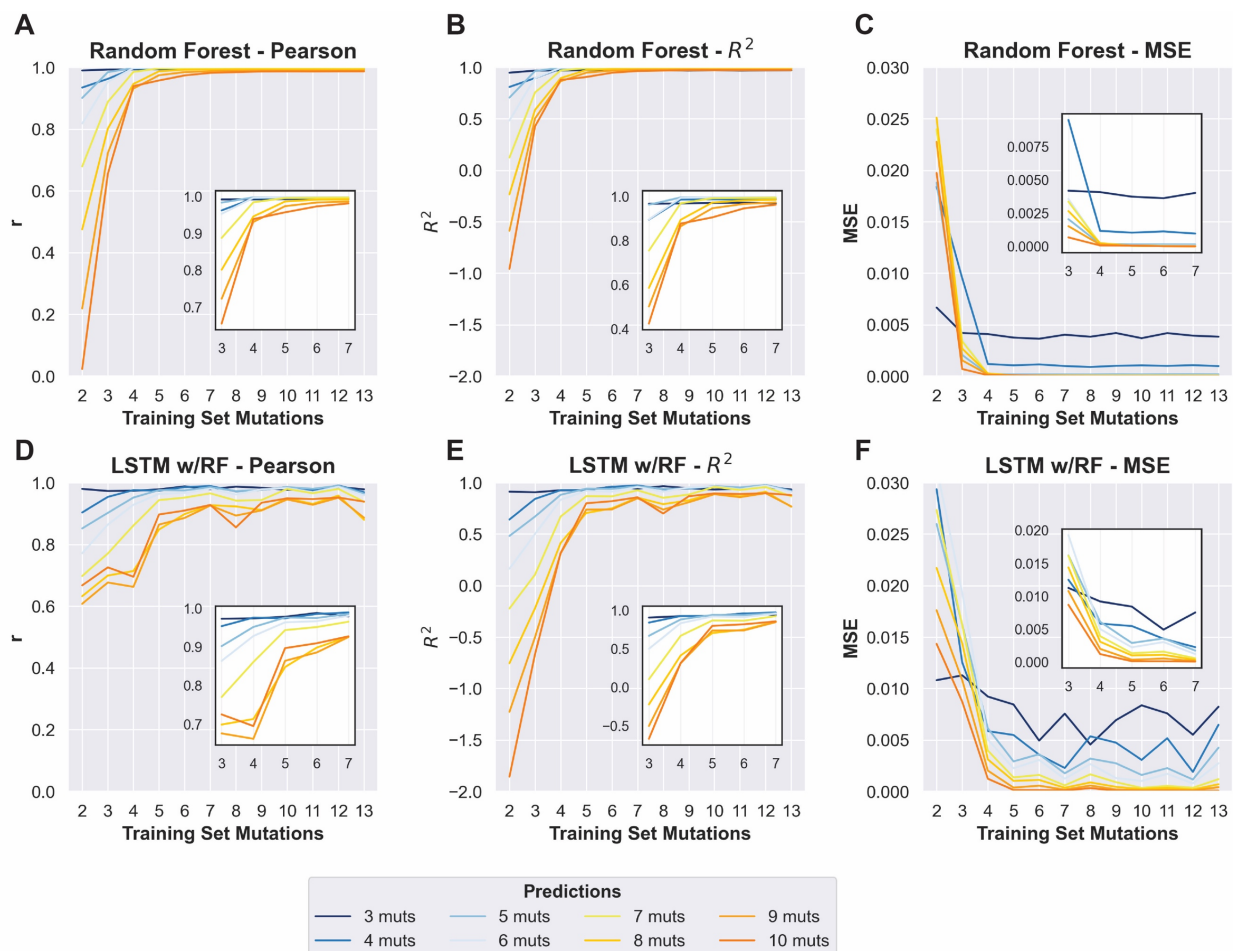 A
Random Forest - Pearson
1.0
0.8
0.6
0.4
0.2
0.0
r
1.0
0.9
0.8
0.7
3 4 5 6 7
2 3 4 5 6 7 8 9 10 11 12 13
Training Set Mutations
B
Random Forest - R²
1.0
0.5
0.0
−0.5
−1.0
−1.5
−2.0
R²
1.0
0.8
0.6
0.4
3 4 5 6 7
2 3 4 5 6 7 8 9 10 11 12 13
Training Set Mutations
C
Random Forest - MSE
0.030
0.025
0.020
0.015
0.010
0.005
0.000
MSE
0.0075
0.0050
0.0025
0.0000
3 4 5 6 7
2 3 4 5 6 7 8 9 10 11 12 13
Training Set Mutations
D
LSTM w/RF - Pearson
1.0
0.8
0.6
0.4
0.2
0.0
r
1.0
0.9
0.8
0.7
3 4 5 6 7
2 3 4 5 6 7 8 9 10 11 12 13
Training Set Mutations
E
LSTM w/RF - R²
1.0
0.5
0.0
−0.5
−1.0
−1.5
−2.0
R²
1.0
0.5
0.0
−0.5
3 4 5 6 7
2 3 4 5 6 7 8 9 10 11 12 13
Training Set Mutations
F
LSTM w/RF - MSE
0.030
0.025
0.020
0.015
0.010
0.005
0.000
MSE
0.020
0.015
0.010
0.005
0.000
3 4 5 6 7
2 3 4 5 6 7 8 9 10 11 12 13
Training Set Mutations
Predictions
3 muts 5 muts 7 muts 9 muts
4 muts 6 muts 8 muts 10 muts